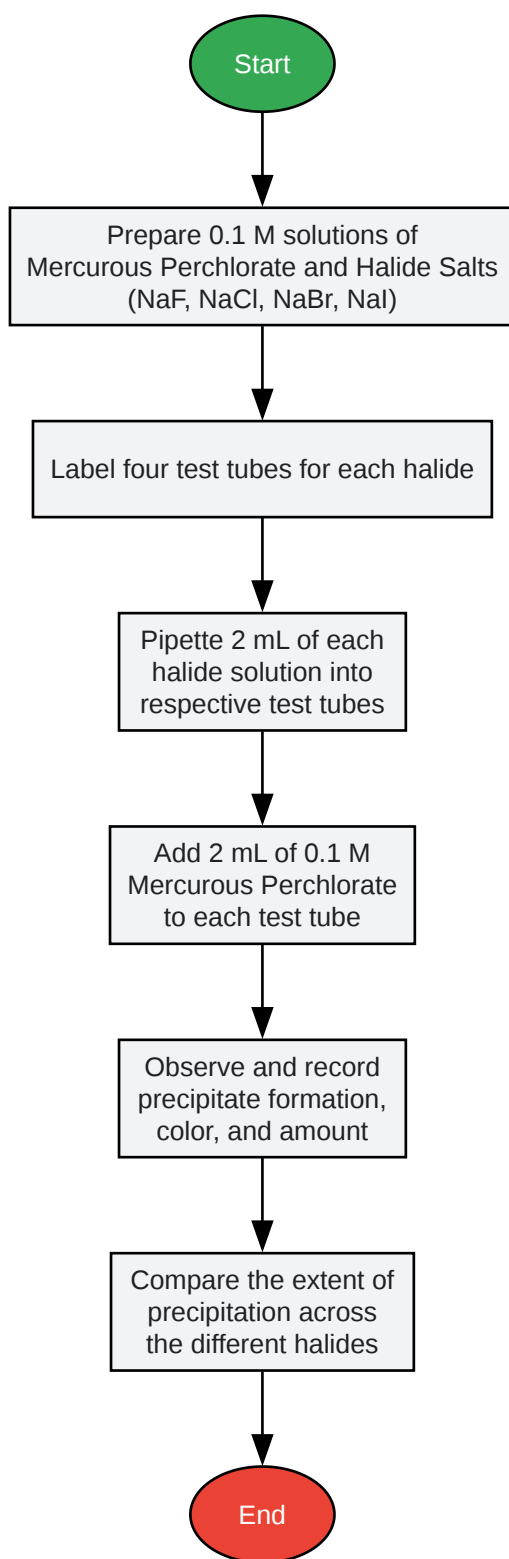 Start
Prepare 0.1 M solutions of
Mercurous Perchlorate and Halide Salts
(NaF, NaCl, NaBr, NaI)
Label four test tubes for each halide
Pipette 2 mL of each
halide solution into
respective test tubes
Add 2 mL of 0.1 M
Mercurous Perchlorate
to each test tube
Observe and record
precipitate formation,
color, and amount
Compare the extent of
precipitation across
the different halides
End